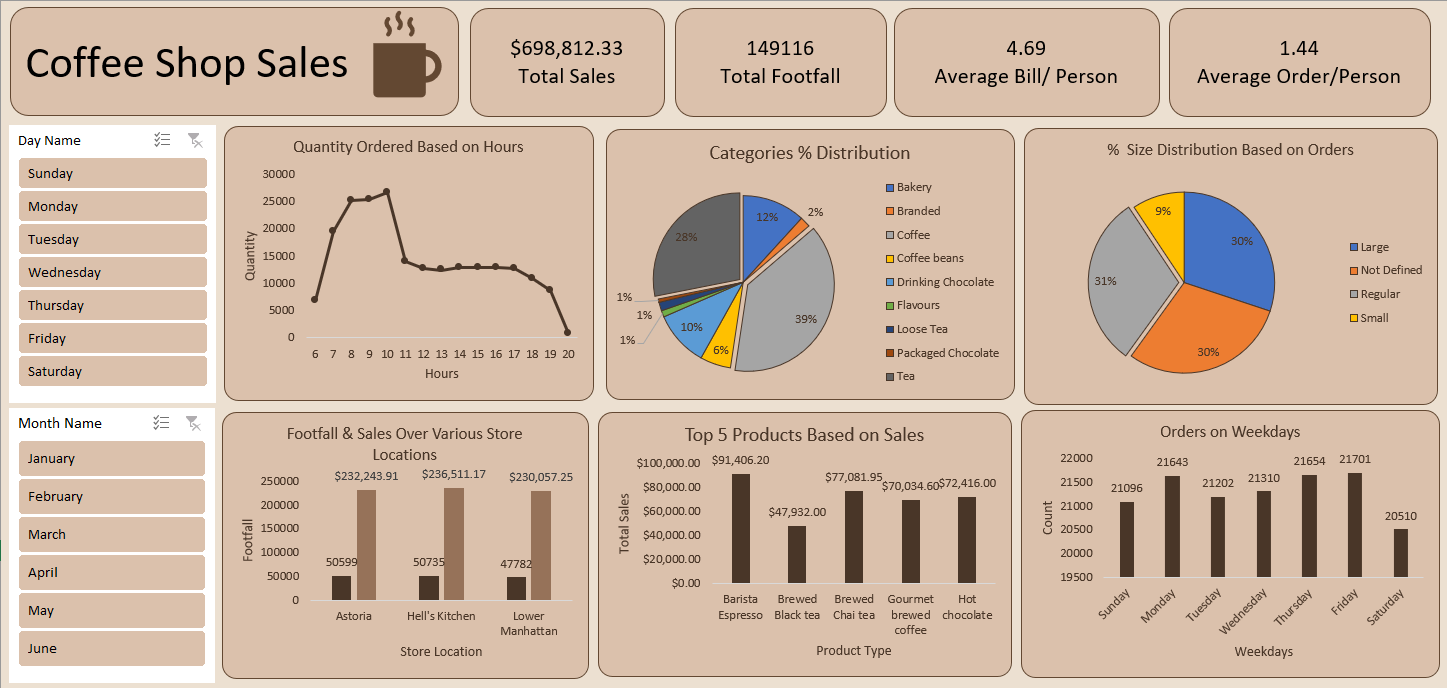 Coffee Shop Sales
$698,812.33
Total Sales
149116
Total Footfall
4.69
Average Bill/ Person
1.44
Average Order/Person
Day Name
Sunday
Monday
Tuesday
Wednesday
Thursday
Friday
Saturday
Month Name
January
February
March
April
May
June
Quantity Ordered Based on Hours
Quantity
30000
25000
20000
15000
10000
5000
0
6 7 8 9 10 11 12 13 14 15 16 17 18 19 20
Hours
Categories % Distribution
12%
2%
39%
6%
10%
1%
1%
1%
28%
Bakery
Branded
Coffee
Coffee beans
Drinking Chocolate
Flavours
Loose Tea
Packaged Chocolate
Tea
% Size Distribution Based on Orders
30%
30%
31%
9%
Large
Not Defined
Regular
Small
Footfall & Sales Over Various Store
Locations
Footfall
250000
200000
150000
100000
50000
0
$232,243.91 $236,511.17 $230,057.25
50599 50735 47782
Astoria Hell's Kitchen Lower
Manhattan
Store Location
Top 5 Products Based on Sales
Total Sales
$100,000.00
$80,000.00
$60,000.00
$40,000.00
$20,000.00
$0.00
$91,406.20
$47,932.00
$77,081.95
$70,034.60
$72,416.00
Barista
Espresso
Brewed
Black tea
Brewed
Chai tea
Gourmet
brewed
coffee
Hot
chocolate
Product Type
Orders on Weekdays
Count
22000
21500
21000
20500
20000
19500
21096
21643
21202
21310
21654
21701
20510
Sunday
Monday
Tuesday
Wednesday
Thursday
Friday
Saturday
Weekdays